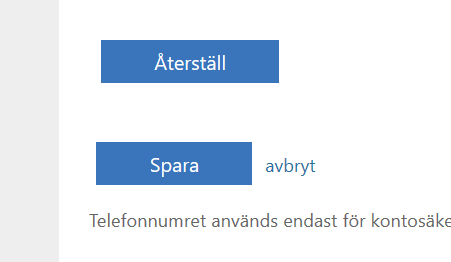 Återställ
Spara avbryt
Telefonnumret används endast för kontosäke